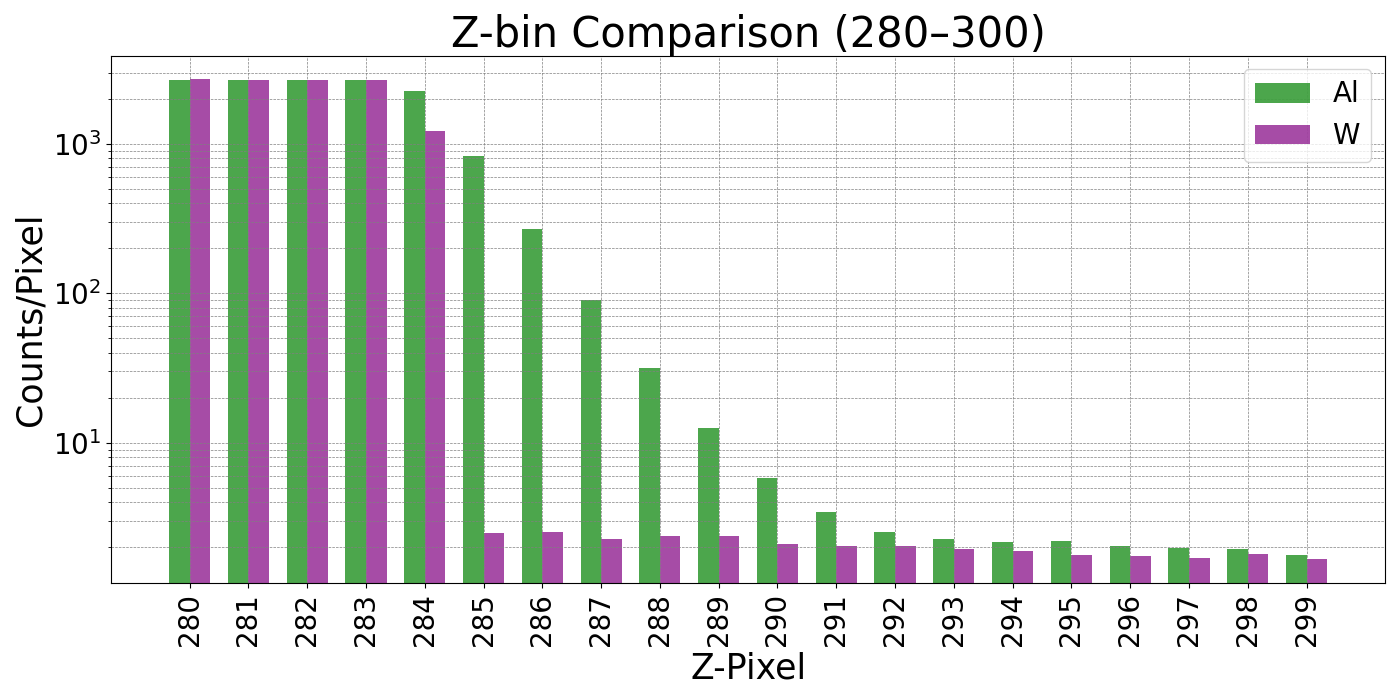 Z-bin Comparison (280–300)
Al
W
Counts/Pixel
10³
10²
10¹
280 281 282 283 284 285 286 287 288 289 290 291 292 293 294 295 296 297 298 299
Z-Pixel